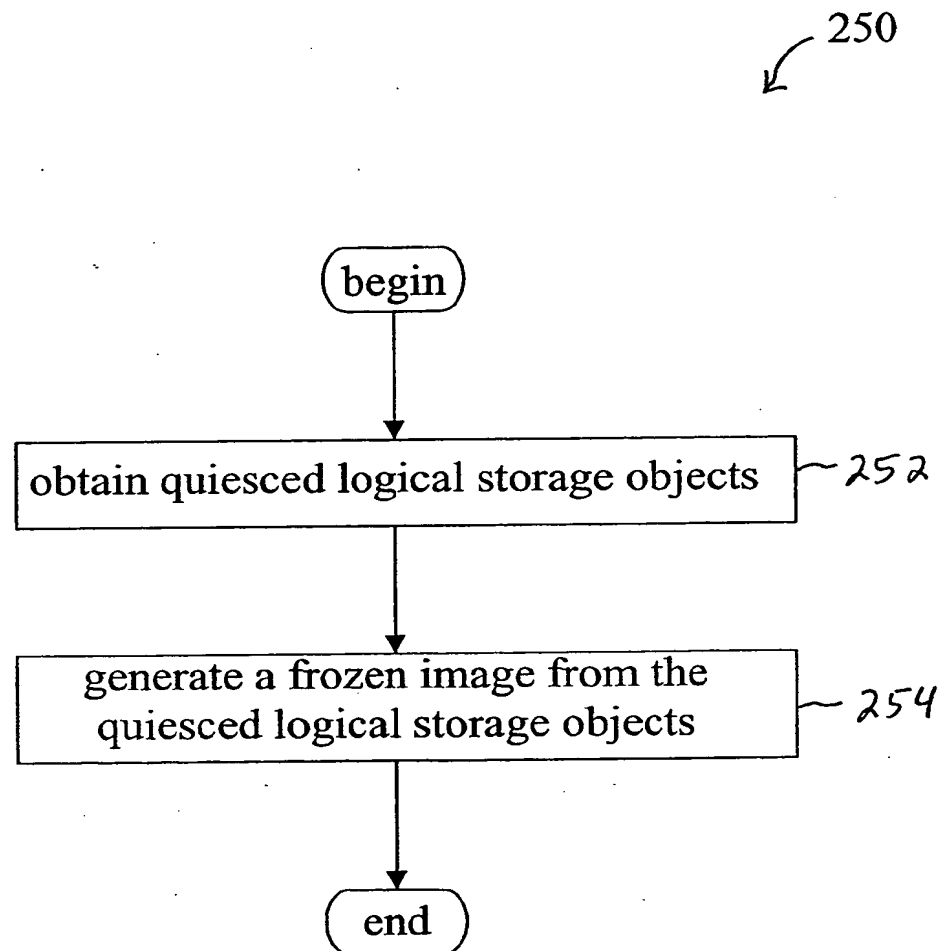 250
begin
obtain quiesced logical storage objects
252
generate a frozen image from the
quiesced logical storage objects
254
end